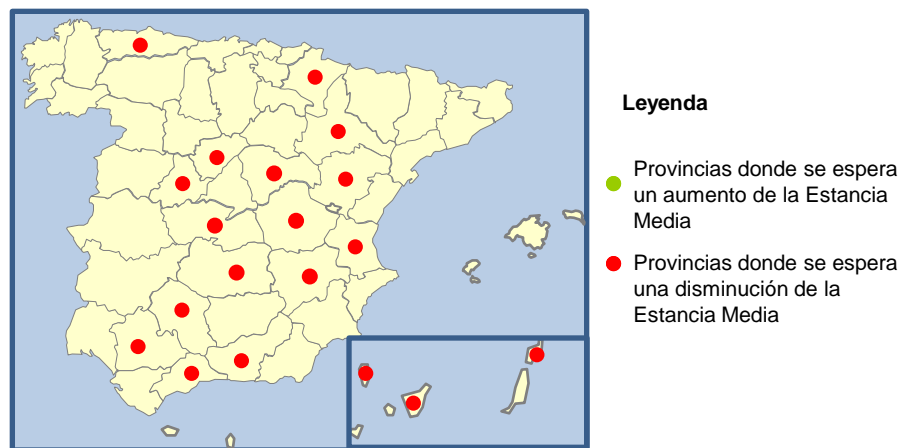 Leyenda
Provincias donde se espera
un aumento de la Estancia
Media
Provincias donde se espera
una disminución de la
Estancia Media